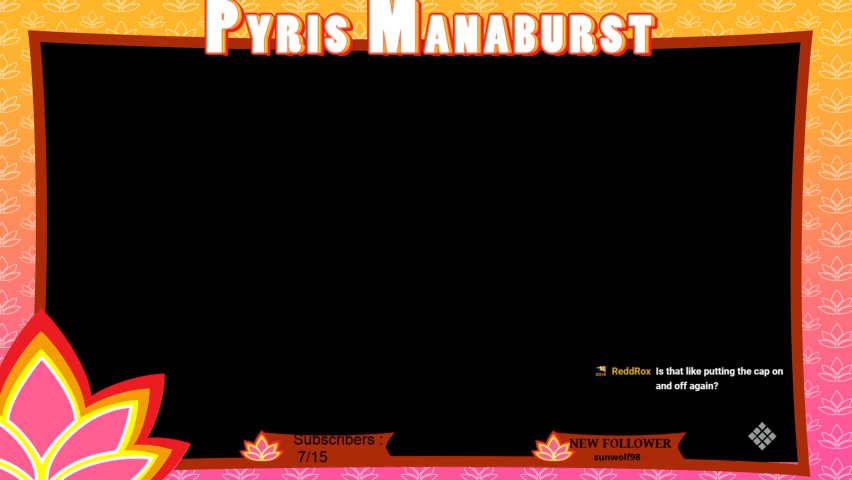 Pyris Manaburst
ReddRox Is that like putting the cap on
and off again?
Subscribers :
7/15
NEW FOLLOWER
sunwolf98